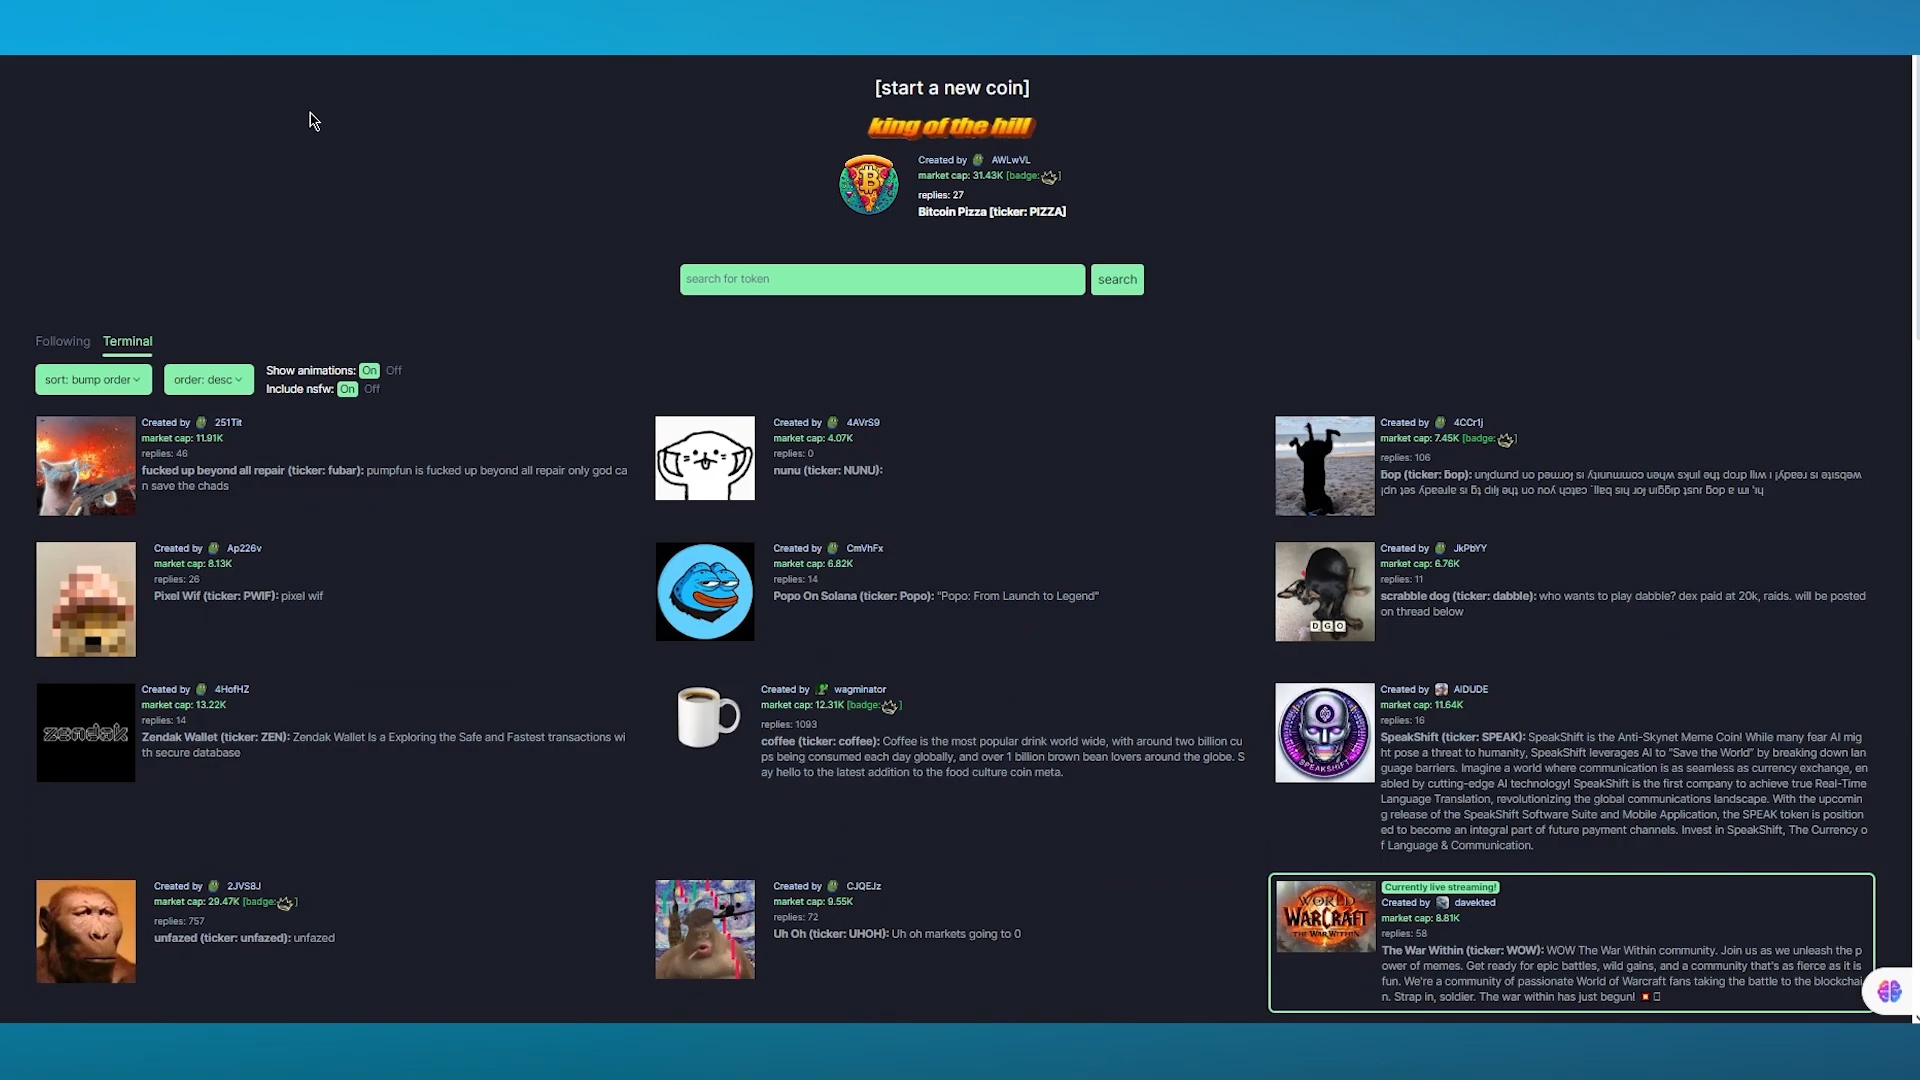 [start a new coin]
king of the hill
Created by AWLwVL
market cap: 31.43K [badge: ]
replies: 27
Bitcoin Pizza [ticker: PIZZA]
search for token
search
Following Terminal
sort: bump order
order: desc
Show animations: On Off
Include nsfw: On Off
Created by 251Tit
market cap: 11.91K
replies: 46
fucked up beyond all repair (ticker: fubar): pumpfun is fucked up beyond all repair only god ca
n save the chads
Created by 4AVrS9
market cap: 4.07K
replies: 0
nunu (ticker: NUNU):
Created by 4CCr1j
market cap: 7.45K [badge: ]
replies: 106
(ticker:
Created by Ap226v
market cap: 8.13K
replies: 26
Pixel Wif (ticker: PWIF): pixel wif
Created by CmVhFx
market cap: 6.82K
replies: 14
Popo On Solana (ticker: Popo): "Popo: From Launch to Legend"
DGO
Created by JkPbYY
market cap: 6.76K
replies: 11
scrabble dog (ticker: dabble): who wants to play dabble? dex paid at 20k, raids. will be posted
on thread below
zendak
Created by 4HofHZ
market cap: 13.22K
replies: 14
Zendak Wallet (ticker: ZEN): Zendak Wallet Is a Exploring the Safe and Fastest transactions wi
th secure database
Created by wagminator
market cap: 12.31K [badge: ]
replies: 1093
coffee (ticker: coffee): Coffee is the most popular drink world wide, with around two billion cu
ps being consumed each day globally, and over 1 billion brown bean lovers around the globe. S
ay hello to the latest addition to the food culture coin meta.
SPEAKSHIFT
Created by AIDUDE
market cap: 11.64K
replies: 16
SpeakShift (ticker: SPEAK): SpeakShift is the Anti-Skynet Meme Coin! While many fear AI mig
ht pose a threat to humanity, SpeakShift leverages AI to "Save the World" by breaking down lan
guage barriers. Imagine a world where communication is as seamless as currency exchange, en
abled by cutting-edge AI technology! SpeakShift is the first company to achieve true Real-Time
Language Translation, revolutionizing the global communications landscape. With the upcomin
g release of the SpeakShift Software Suite and Mobile Application, the SPEAK token is position
ed to become an integral part of future payment channels. Invest in SpeakShift, The Currency o
f Language & Communication.
Created by 2JVS8J
market cap: 29.47K [badge: ]
replies: 757
unfazed (ticker: unfazed): unfazed
Created by CJQEJz
market cap: 9.55K
replies: 72
Uh Oh (ticker: UHOH): Uh oh markets going to 0
WORLD
WARCRAFT
THE WAR WITHIN
Currently live streaming!
Created by davekted
market cap: 8.81K
replies: 58
The War Within (ticker: WOW): WOW The War Within community. Join us as we unleash the p
ower of memes. Get ready for epic battles, wild gains, and a community that's as fierce as it is
fun. We're a community of passionate World of Warcraft fans taking the battle to the blockchai
n. Strap in, soldier. The war within has just begun!